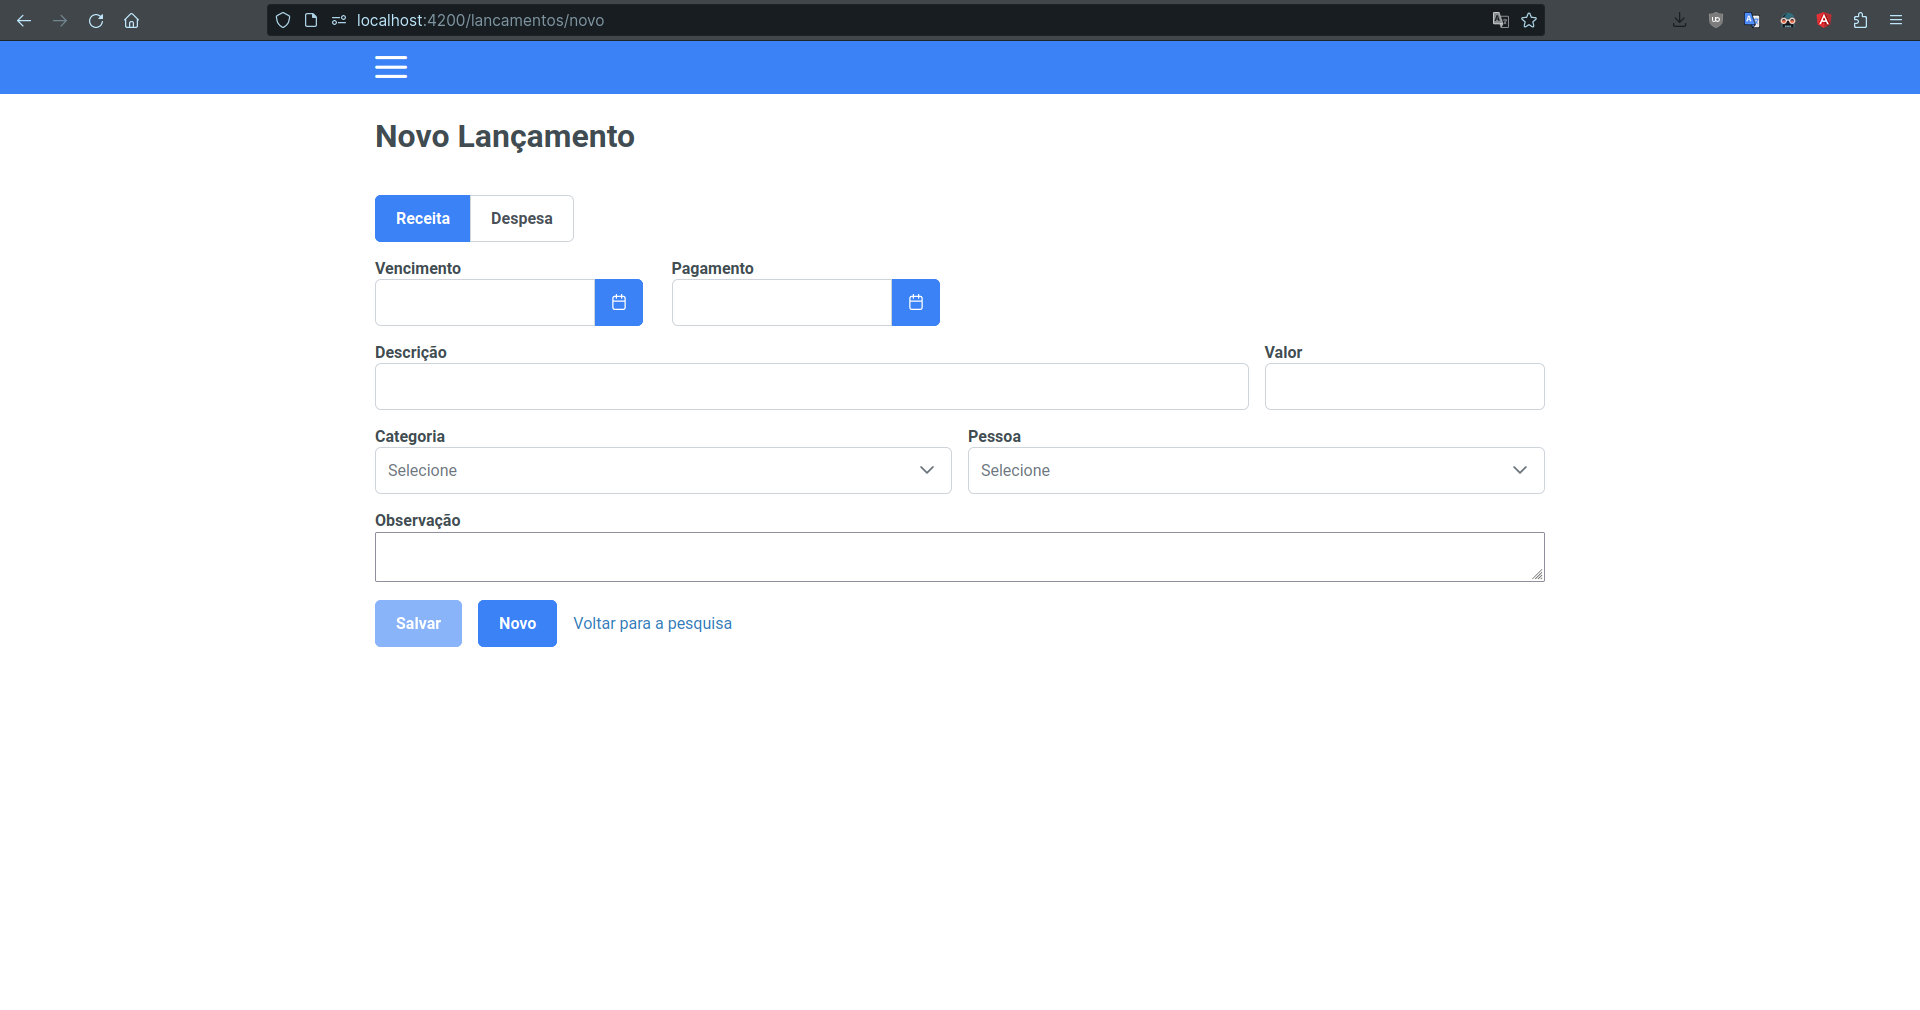 localhost:4200/lancamentos/novo
Novo Lançamento
Receita Despesa
Vencimento Pagamento
Descrição Valor
Categoria Pessoa
Selecione Selecione
Observação
Salvar Novo Voltar para a pesquisa